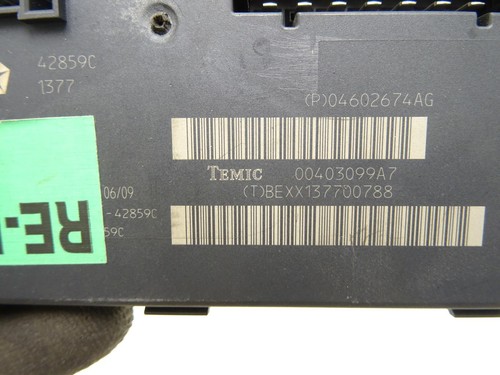 42859C
1377
(P)04602674AG
TEMIC 00403099A7
(T)BEXX137700788
06/09
-42859C
59C
RE-